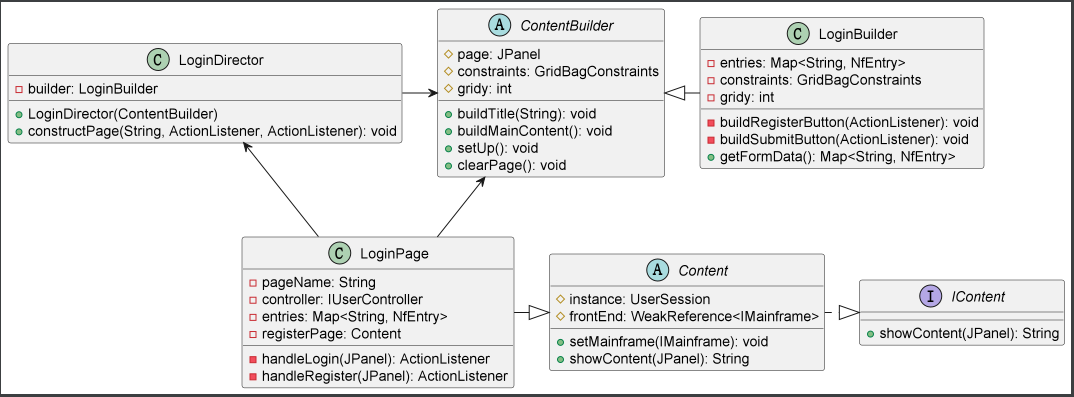 C LoginDirector
builder: LoginBuilder
LoginDirector(ContentBuilder)
constructPage(String, ActionListener, ActionListener): void
A ContentBuilder
page: JPanel
constraints: GridBagConstraints
gridy: int
buildTitle(String): void
buildMainContent(): void
setUp(): void
clearPage(): void
C LoginBuilder
entries: Map<String, NfEntry>
constraints: GridBagConstraints
gridy: int
buildRegisterButton(ActionListener): void
buildSubmitButton(ActionListener): void
getFormData(): Map<String, NfEntry>
C LoginPage
pageName: String
controller: IUserController
entries: Map<String, NfEntry>
registerPage: Content
handleLogin(JPanel): ActionListener
handleRegister(JPanel): ActionListener
A Content
instance: UserSession
frontEnd: WeakReference<IMainframe>
setMainframe(IMainframe): void
showContent(JPanel): String
I IContent
showContent(JPanel): String